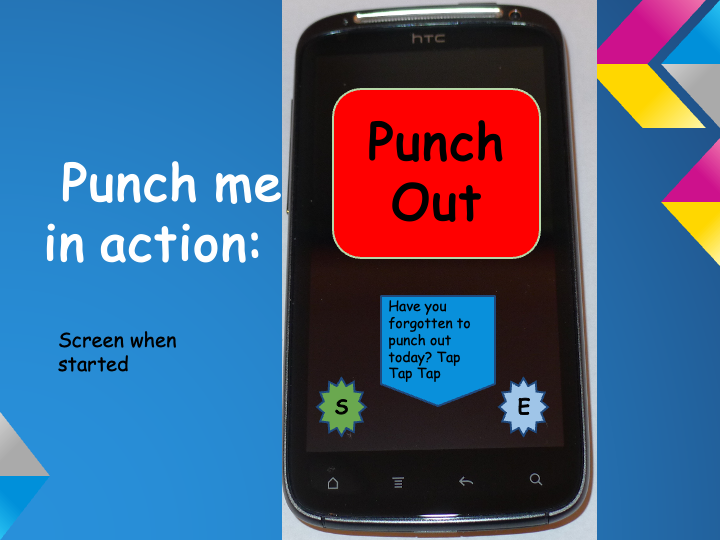 Punch me
in action:
Screen when
started
hTC
Punch
Out
Have you
forgotten to
punch out
today? Tap
Tap Tap
S
E